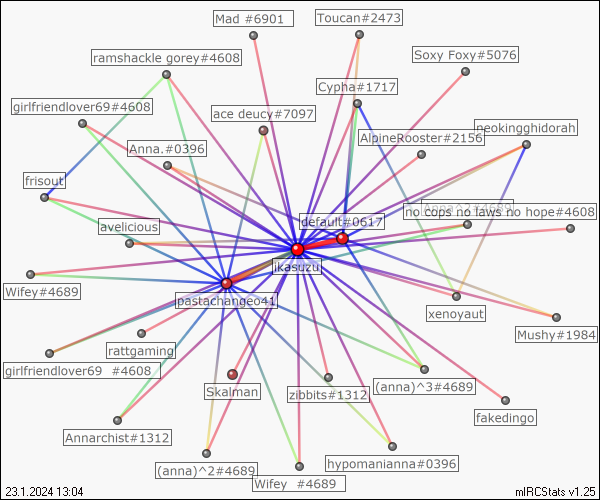 Mad #6901
Toucan#2473
ramshackle gorey#4608
Soxy Foxy#5076
Cypha#1717
girlfriendlover69#4608
ace deucy#7097
AlpineRooster#2156
neokingghidorah
Anna.#0396
frisout
no cops no laws no hope#4608
default#0617
avelicious
jikasuzu
Wifey#4689
pastachangeo41
xenoyaut
Mushy#1984
rattgaming
girlfriendlover69 #4608
Skalman
zibbits#1312
(anna)^3#4689
fakedingo
Annarchist#1312
(anna)^2#4689
hypomanianna#0396
Wifey #4689
23.1.2024 13:04
mIRCStats v1.25